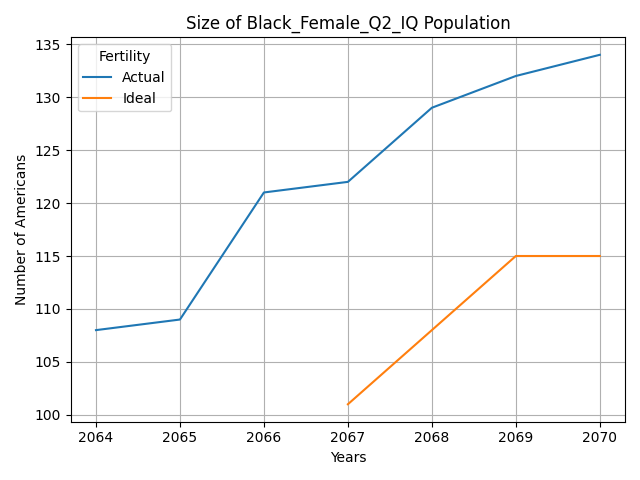 Size of Black_Female_Q2_IQ Population
Fertility
Actual
Ideal
Number of Americans
135
130
125
120
115
110
105
100
2064 2065 2066 2067 2068 2069 2070
Years